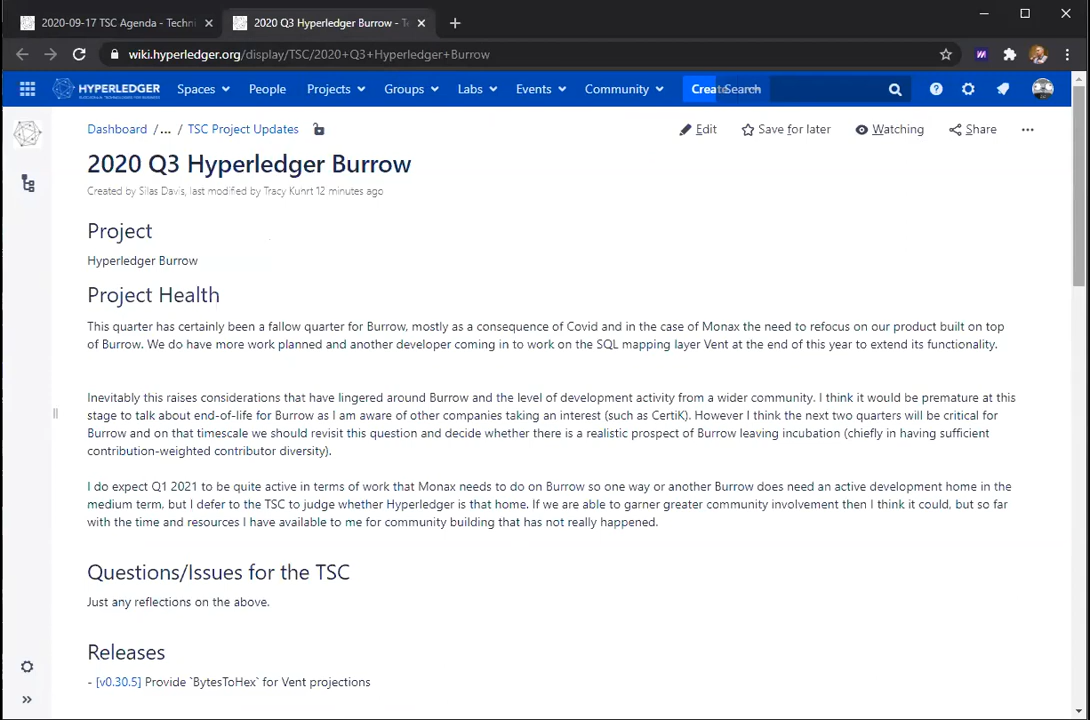 2020-09-17 TSC Agenda - Techni
2020 Q3 Hyperledger Burrow - Te
wiki.hyperledger.org/display/TSC/2020+Q3+Hyperledger+Burrow
HYPERLEDGER
Spaces
People
Projects
Groups
Labs
Events
Community
Create
Search
Dashboard /... / TSC Project Updates
Edit
Save for later
Watching
Share
2020 Q3 Hyperledger Burrow
Created by Silas Davis, last modified by Tracy Kuhrt 12 minutes ago
Project
Hyperledger Burrow
Project Health
This quarter has certainly been a fallow quarter for Burrow, mostly as a consequence of Covid and in the case of Monax the need to refocus on our product built on top
of Burrow. We do have more work planned and another developer coming in to work on the SQL mapping layer Vent at the end of this year to extend its functionality.
Inevitably this raises considerations that have lingered around Burrow and the level of development activity from a wider community. I think it would be premature at this
stage to talk about end-of-life for Burrow as I am aware of other companies taking an interest (such as CertiK). However I think the next two quarters will be critical for
Burrow and on that timescale we should revisit this question and decide whether there is a realistic prospect of Burrow leaving incubation (chiefly in having sufficient
contribution-weighted contributor diversity).
I do expect Q1 2021 to be quite active in terms of work that Monax needs to do on Burrow so one way or another Burrow does need an active development home in the
medium term, but I defer to the TSC to judge whether Hyperledger is that home. If we are able to garner greater community involvement then I think it could, but so far
with the time and resources I have available to me for community building that has not really happened.
Questions/Issues for the TSC
Just any reflections on the above.
Releases
- [v0.30.5] Provide `BytesToHex` for Vent projections